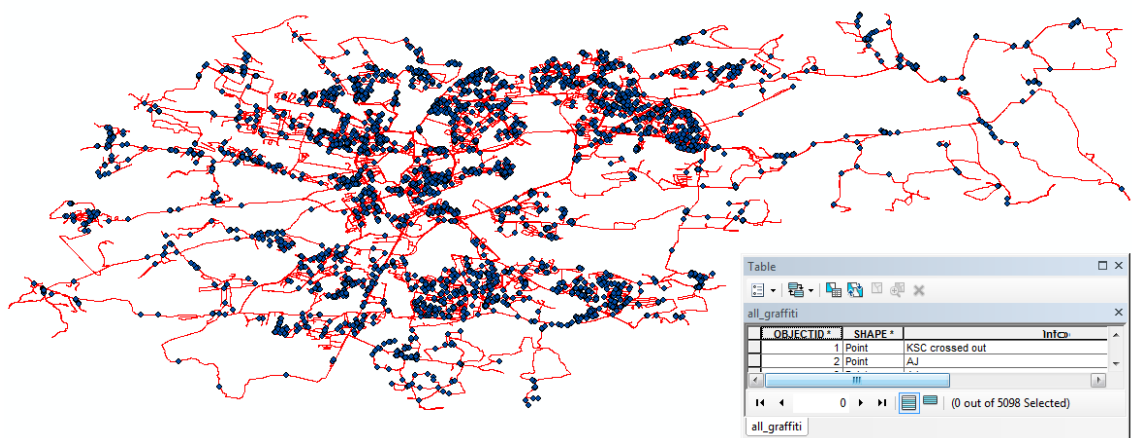 Table
all_graffiti
OBJECTID * SHAPE *
1 Point KSC crossed out
2 Point AJ
0 (0 out of 5098 Selected)
all_graffiti